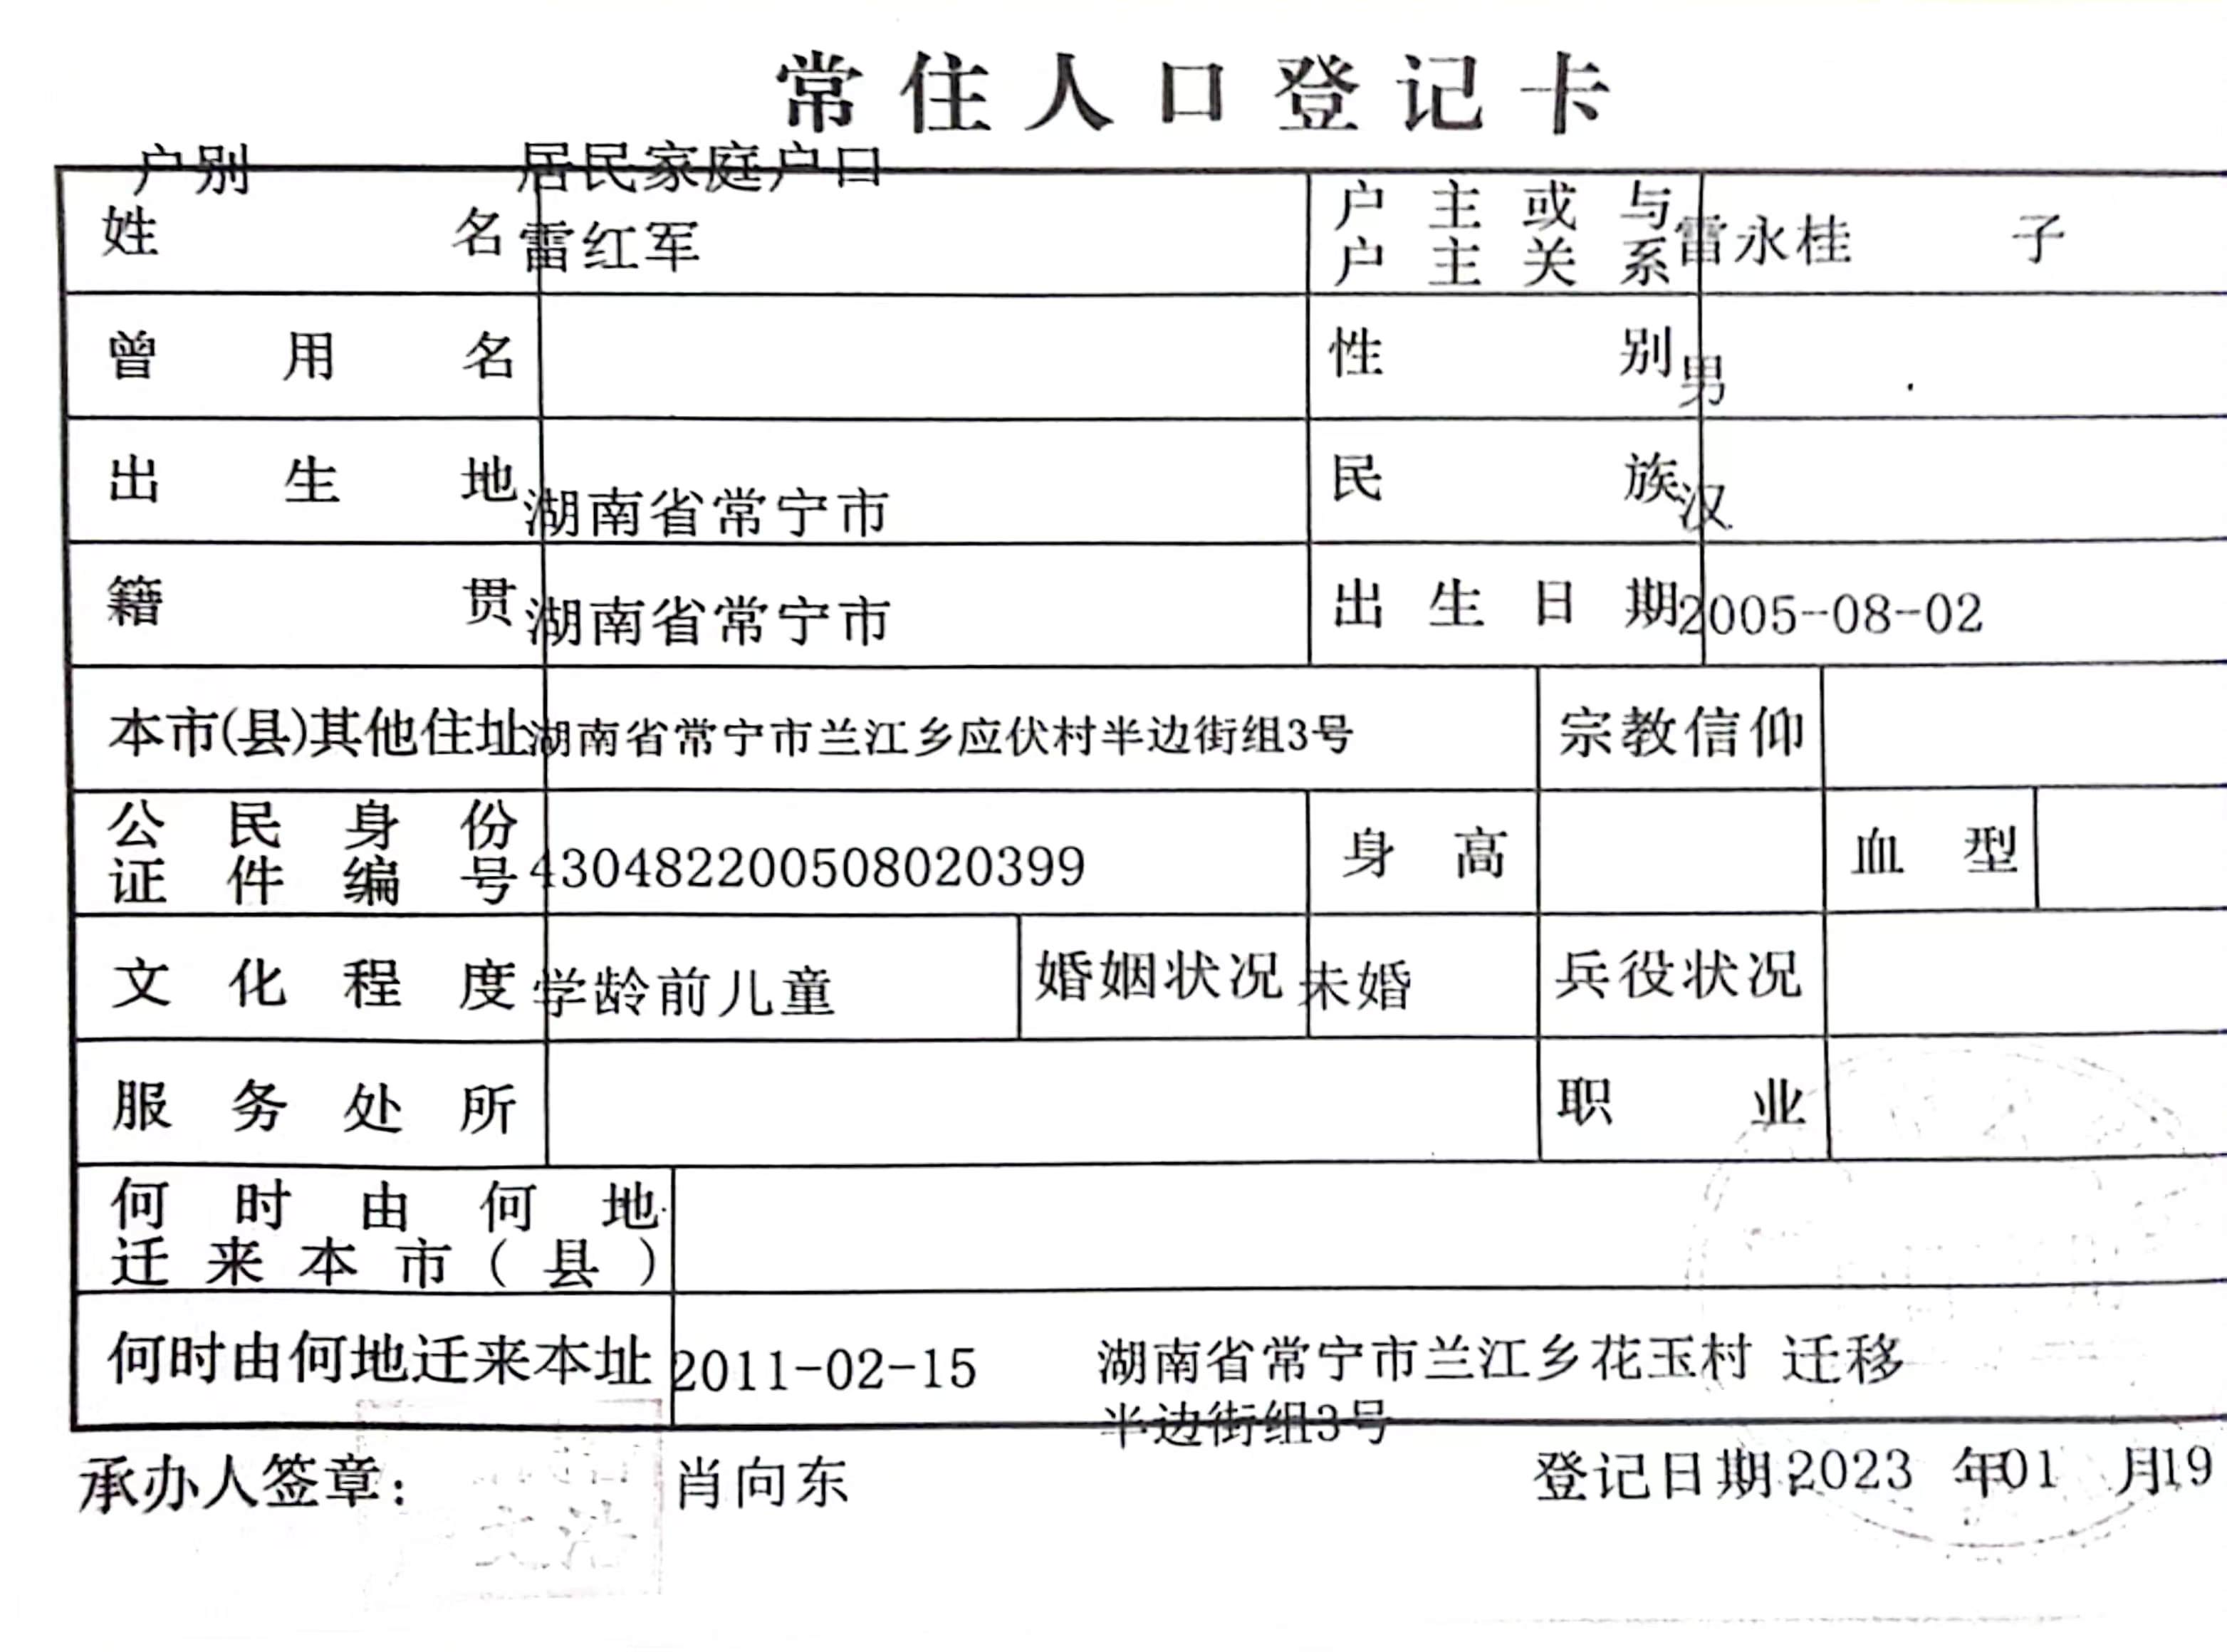 常住人口登记卡
户别 居民家庭户口
姓名 雷红军 户主或与户主关系 雷永桂 子
曾用名 性别 男
出生地 湖南省常宁市 民族 汉
籍贯 湖南省常宁市 出生日期 2005-08-02
本市(县)其他住址 湖南省常宁市兰江乡应伏村半边街组3号 宗教信仰
公民身份证件编号 430482200508020399 身高 血型
文化程度 学龄前儿童 婚姻状况 未婚 兵役状况
服务处所 职业
何时由何地迁来本市(县)
何时由何地迁来本址 2011-02-15 湖南省常宁市兰江乡花玉村 迁移
半边街组3号
承办人签章: 肖向东 登记日期:2023 年01 月19